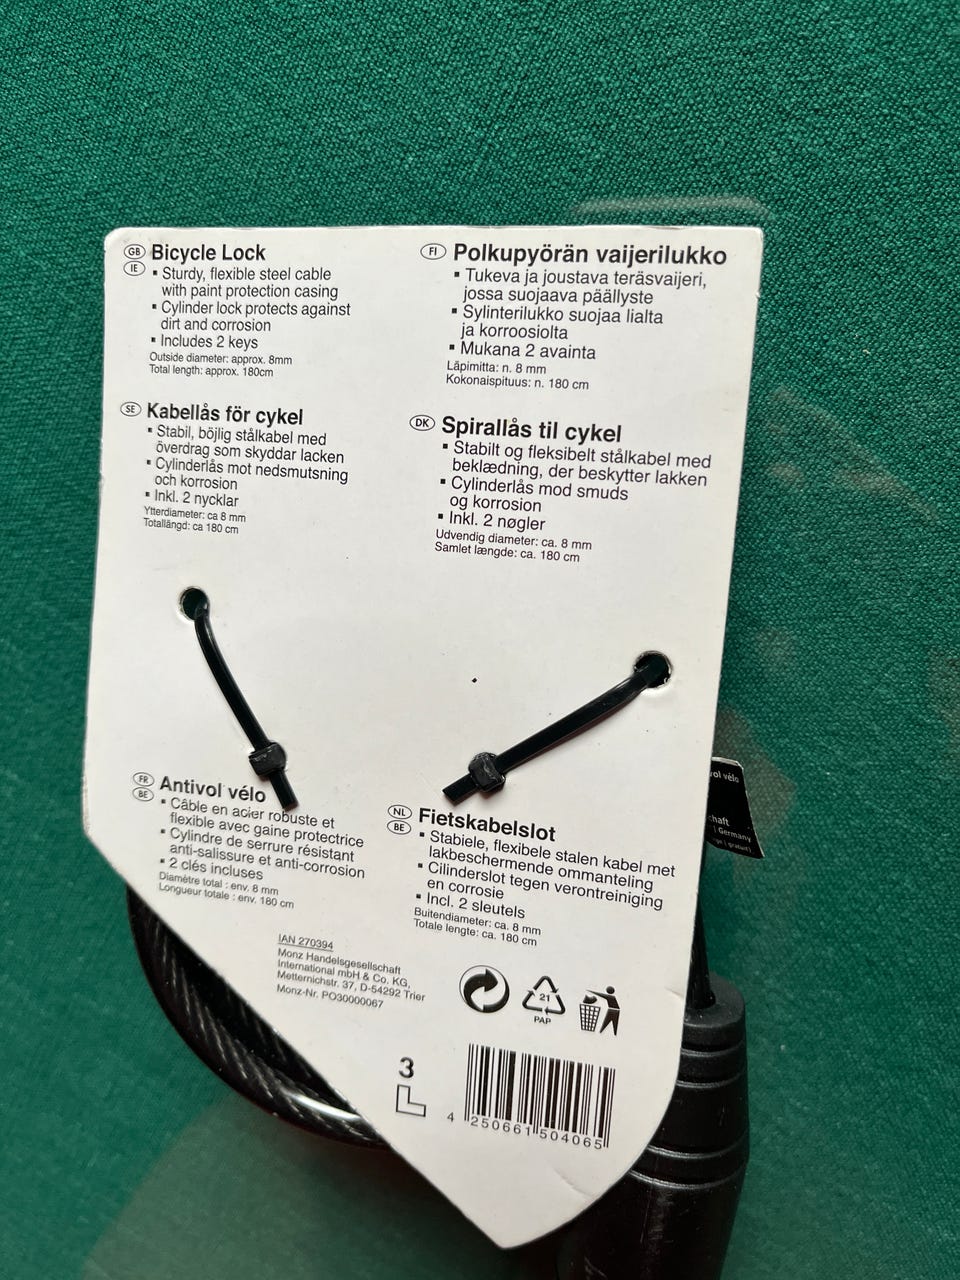 GB IE Bicycle Lock
▪ Sturdy, flexible steel cable
with paint protection casing
▪ Cylinder lock protects against
dirt and corrosion
▪ Includes 2 keys
Outside diameter: approx. 8mm
Total length: approx. 180cm
FI Polkupyörän vaijerilukko
▪ Tukeva ja joustava teräsvaijeri,
jossa suojaava päällyste
▪ Sylinterilukko suojaa lialta
ja korroosiolta
▪ Mukana 2 avainta
Läpimitta: n. 8 mm
Kokonaispituus: n. 180 cm
SE Kabellås för cykel
▪ Stabil, böjlig stålkabel med
överdrag som skyddar lacken
▪ Cylinderlås mot nedsmutsning
och korrosion
▪ Inkl. 2 nycklar
Ytterdiameter: ca 8 mm
Totallängd: ca 180 cm
DK Spirallås til cykel
▪ Stabilt og fleksibelt stålkabel med
beklædning, der beskytter lakken
▪ Cylinderlås mod smuds
og korrosion
▪ Inkl. 2 nøgler
Udvendig diameter: ca. 8 mm
Samlet længde: ca. 180 cm
FR BE Antivol vélo
▪ Câble en acier robuste et
flexible avec gaine protectrice
▪ Cylindre de serrure résistant
anti-salissure et anti-corrosion
▪ 2 clés incluses
Diamètre total : env. 8 mm
Longueur totale : env. 180 cm
NL BE Fietskabelslot
▪ Stabiele, flexibele stalen kabel met
lakbeschermende ommanteling
▪ Cilinderslot tegen verontreiniging
en corrosie
▪ Incl. 2 sleutels
Buitendiameter: ca. 8 mm
Totale lengte: ca. 180 cm
IAN 270394
Monz Handelsgesellschaft
International mbH & Co. KG,
Metternichstr. 37, D-54292 Trier
Monz-Nr. PO30000067
21
PAP
3
L
4 250661 504065
vol vélo
chaft
| Germany
gratuit)